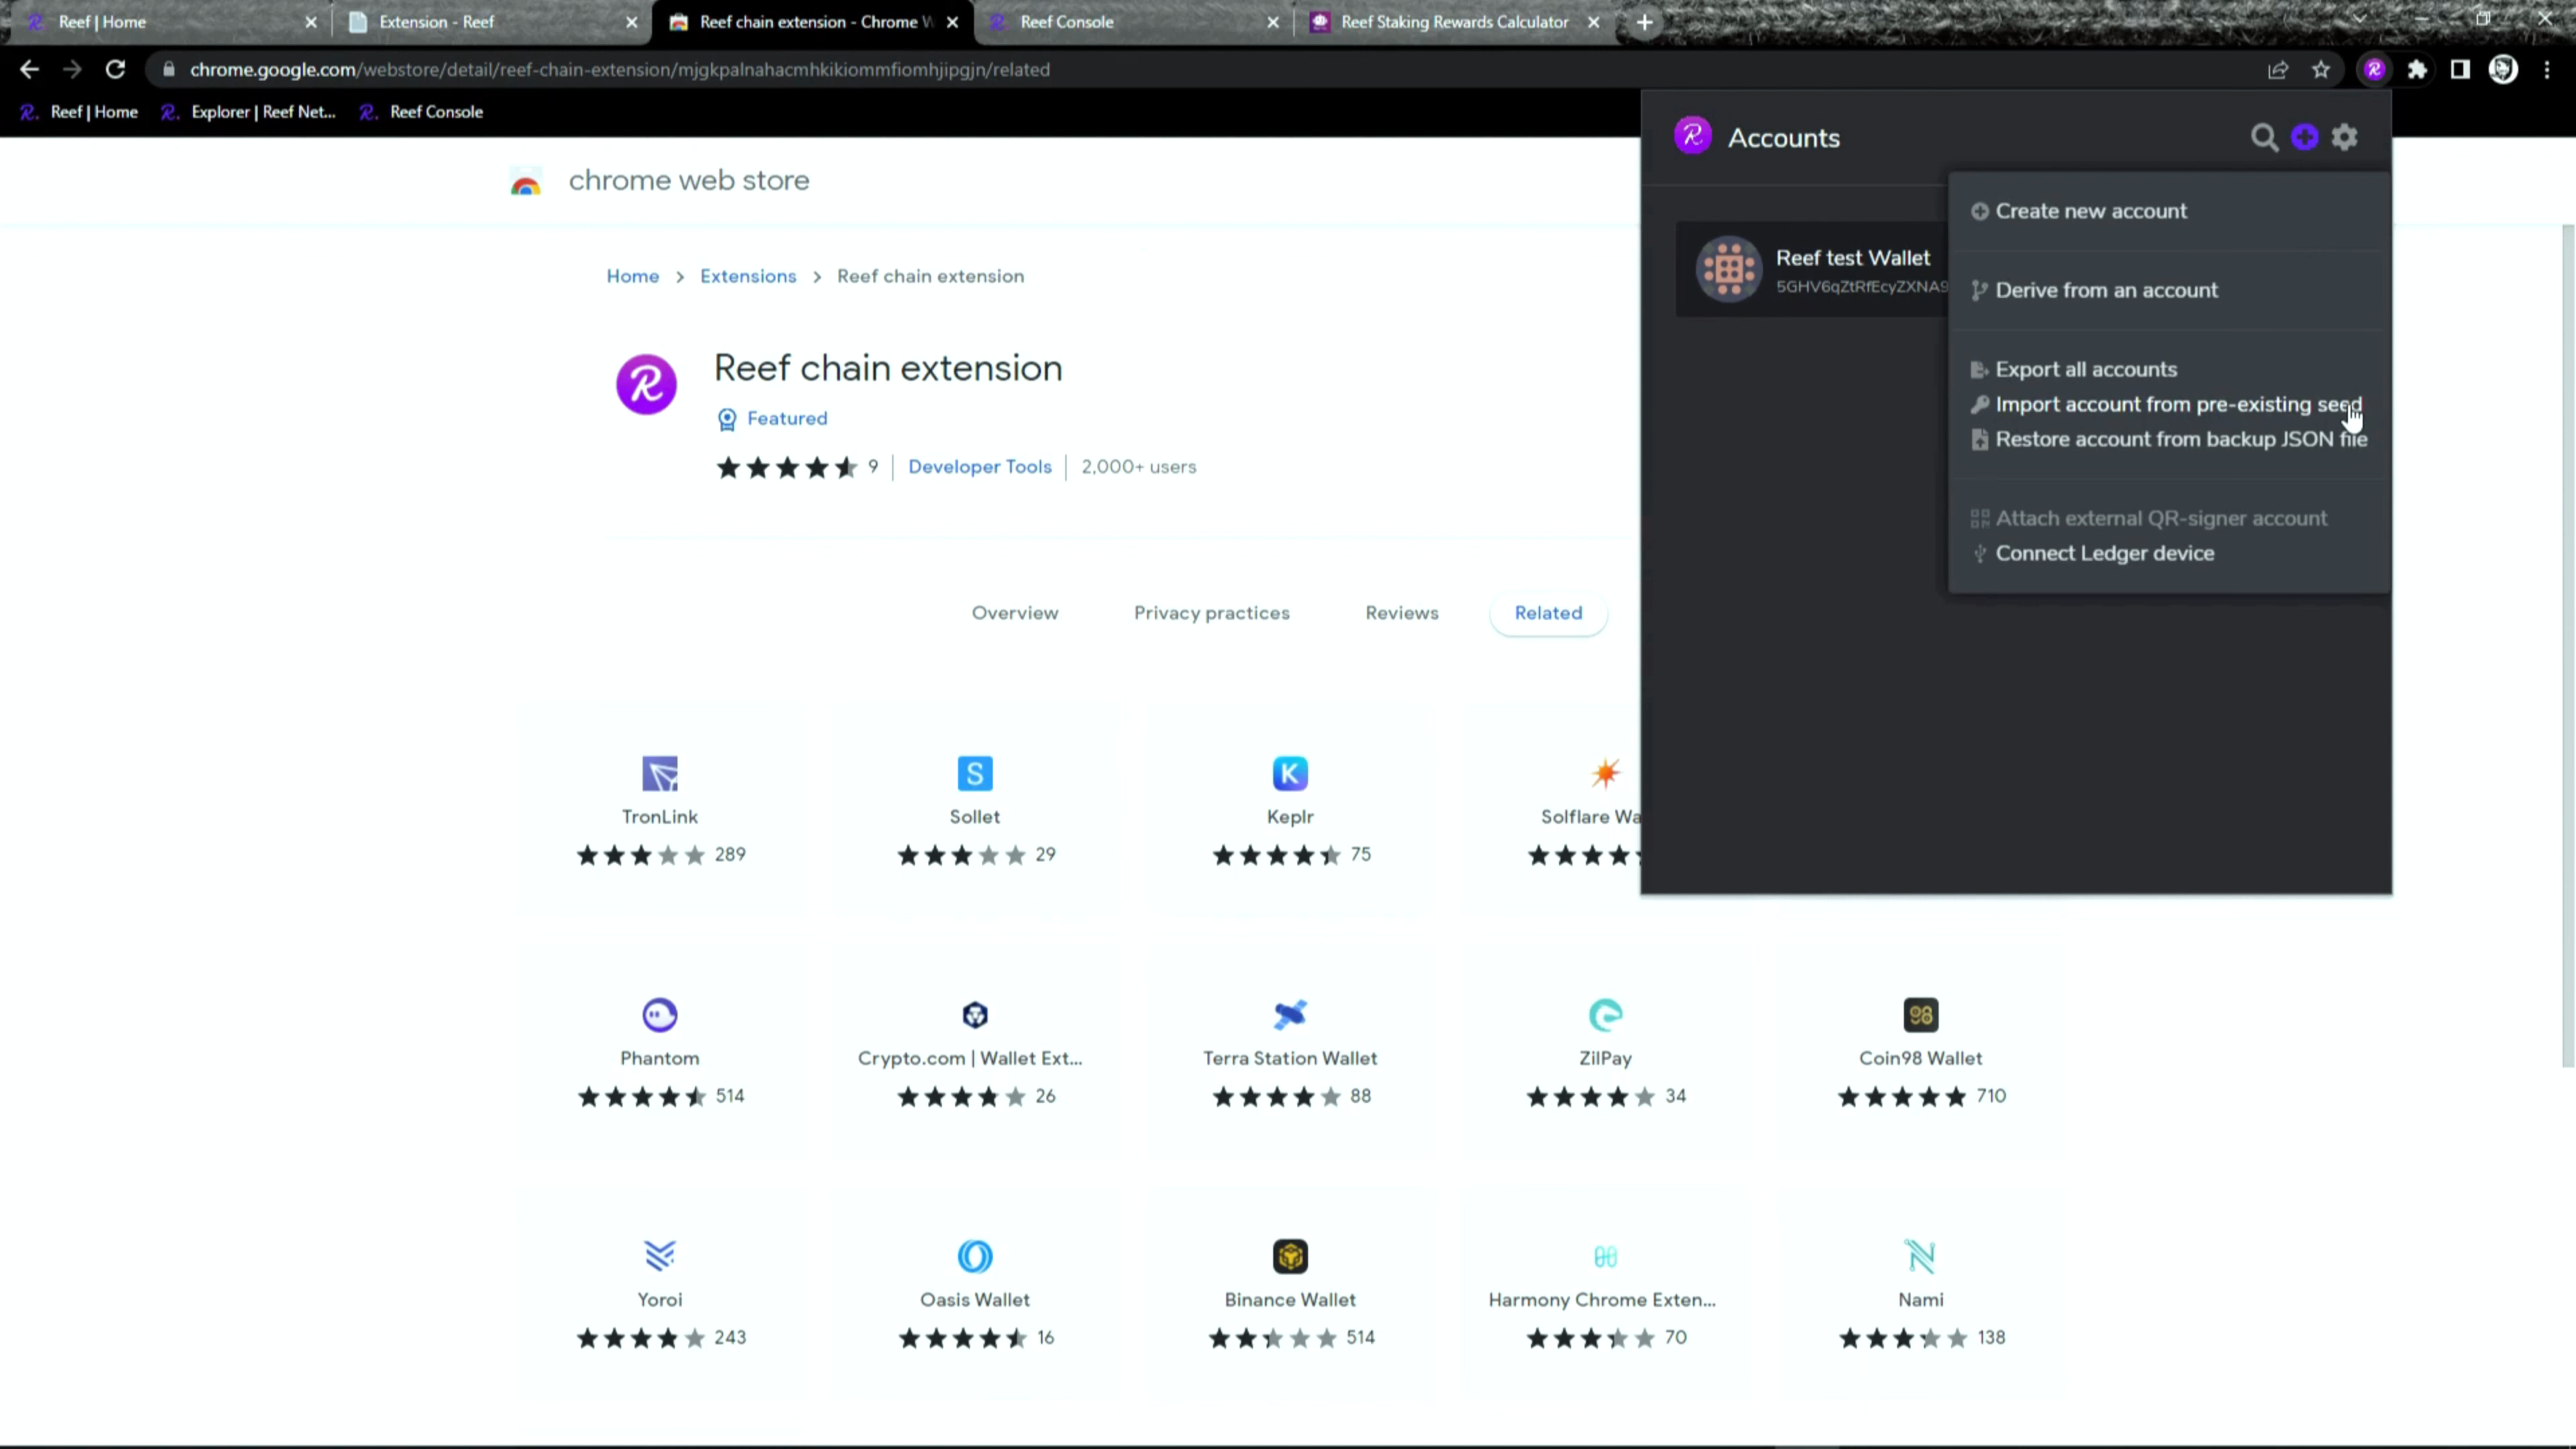 Reef | Home
Extension - Reef
Reef chain extension - Chrome W
Reef Console
Reef Staking Rewards Calculator
chrome.google.com/webstore/detail/reef-chain-extension/mjgkpalnahacmhkikiommfiomhjipgjn/related
Reef | Home
Explorer | Reef Net...
Reef Console
chrome web store
Home > Extensions > Reef chain extension
Reef chain extension
Featured
9
Developer Tools
2,000+ users
Overview
Privacy practices
Reviews
Related
Accounts
Reef test Wallet
5GHV6qZtRfEcyZXNA9
Create new account
Derive from an account
Export all accounts
Import account from pre-existing seed
Restore account from backup JSON file
Attach external QR-signer account
Connect Ledger device
TronLink
289
Sollet
29
Keplr
75
Solflare Wa
Phantom
514
Crypto.com | Wallet Ext...
26
Terra Station Wallet
88
ZilPay
34
Coin98 Wallet
710
Yoroi
243
Oasis Wallet
16
Binance Wallet
514
Harmony Chrome Exten...
70
Nami
138